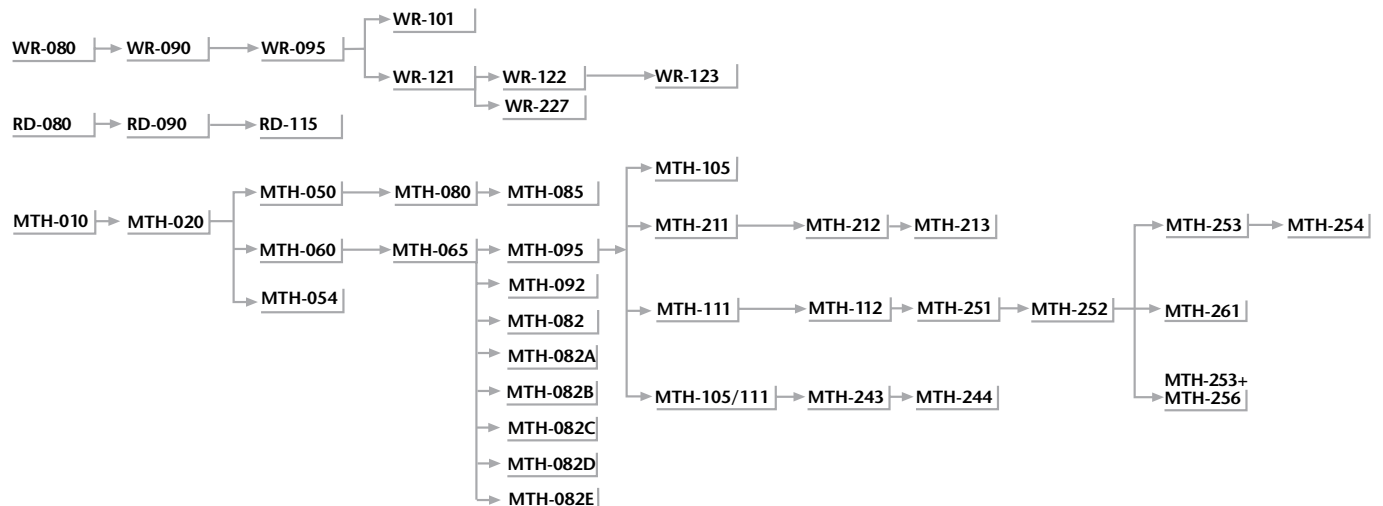 WR-101
WR-080 WR-090 WR-095
WR-121 WR-122 WR-123
WR-227
RD-080 RD-090 RD-115
MTH-105
MTH-050 MTH-080 MTH-085
MTH-010 MTH-020
MTH-211 MTH-212 MTH-213 MTH-253 MTH-254
MTH-060 MTH-065 MTH-095
MTH-092
MTH-054
MTH-111 MTH-112 MTH-251 MTH-252 MTH-261
MTH-082
MTH-082A
MTH-253+
MTH-082B
MTH-105/111 MTH-243 MTH-244 MTH-256
MTH-082C
MTH-082D
MTH-082E